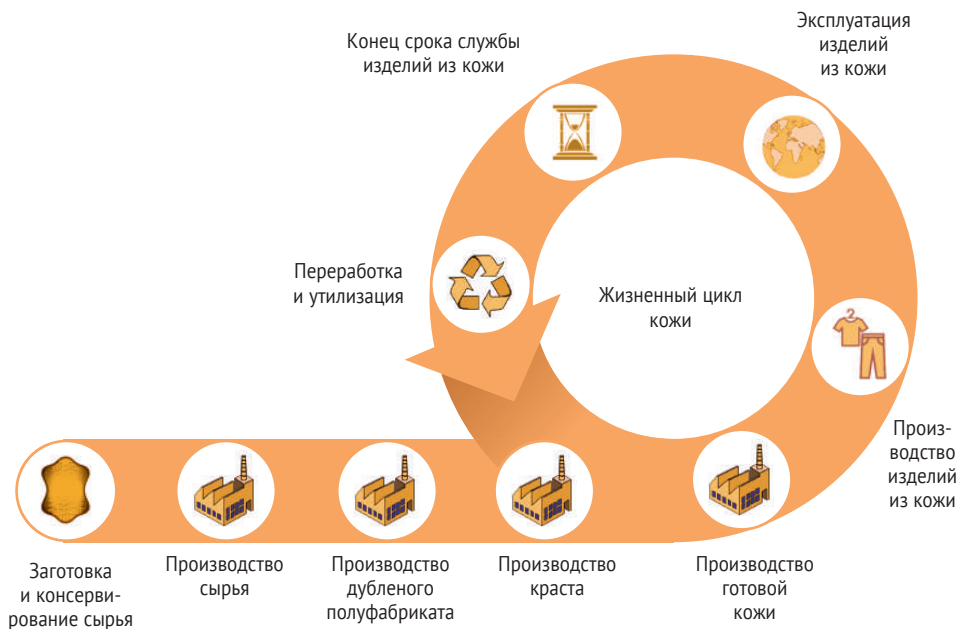 Эксплуатация
изделий
из кожи
Конец срока службы
изделий из кожи
Переработка
и утилизация
Жизненный цикл
кожи
Произ-
водство
изделий
из кожи
Заготовка
и консерви-
рование сырья
Производство
сырья
Производство
дубленого
полуфабриката
Производство
краста
Производство
готовой
кожи